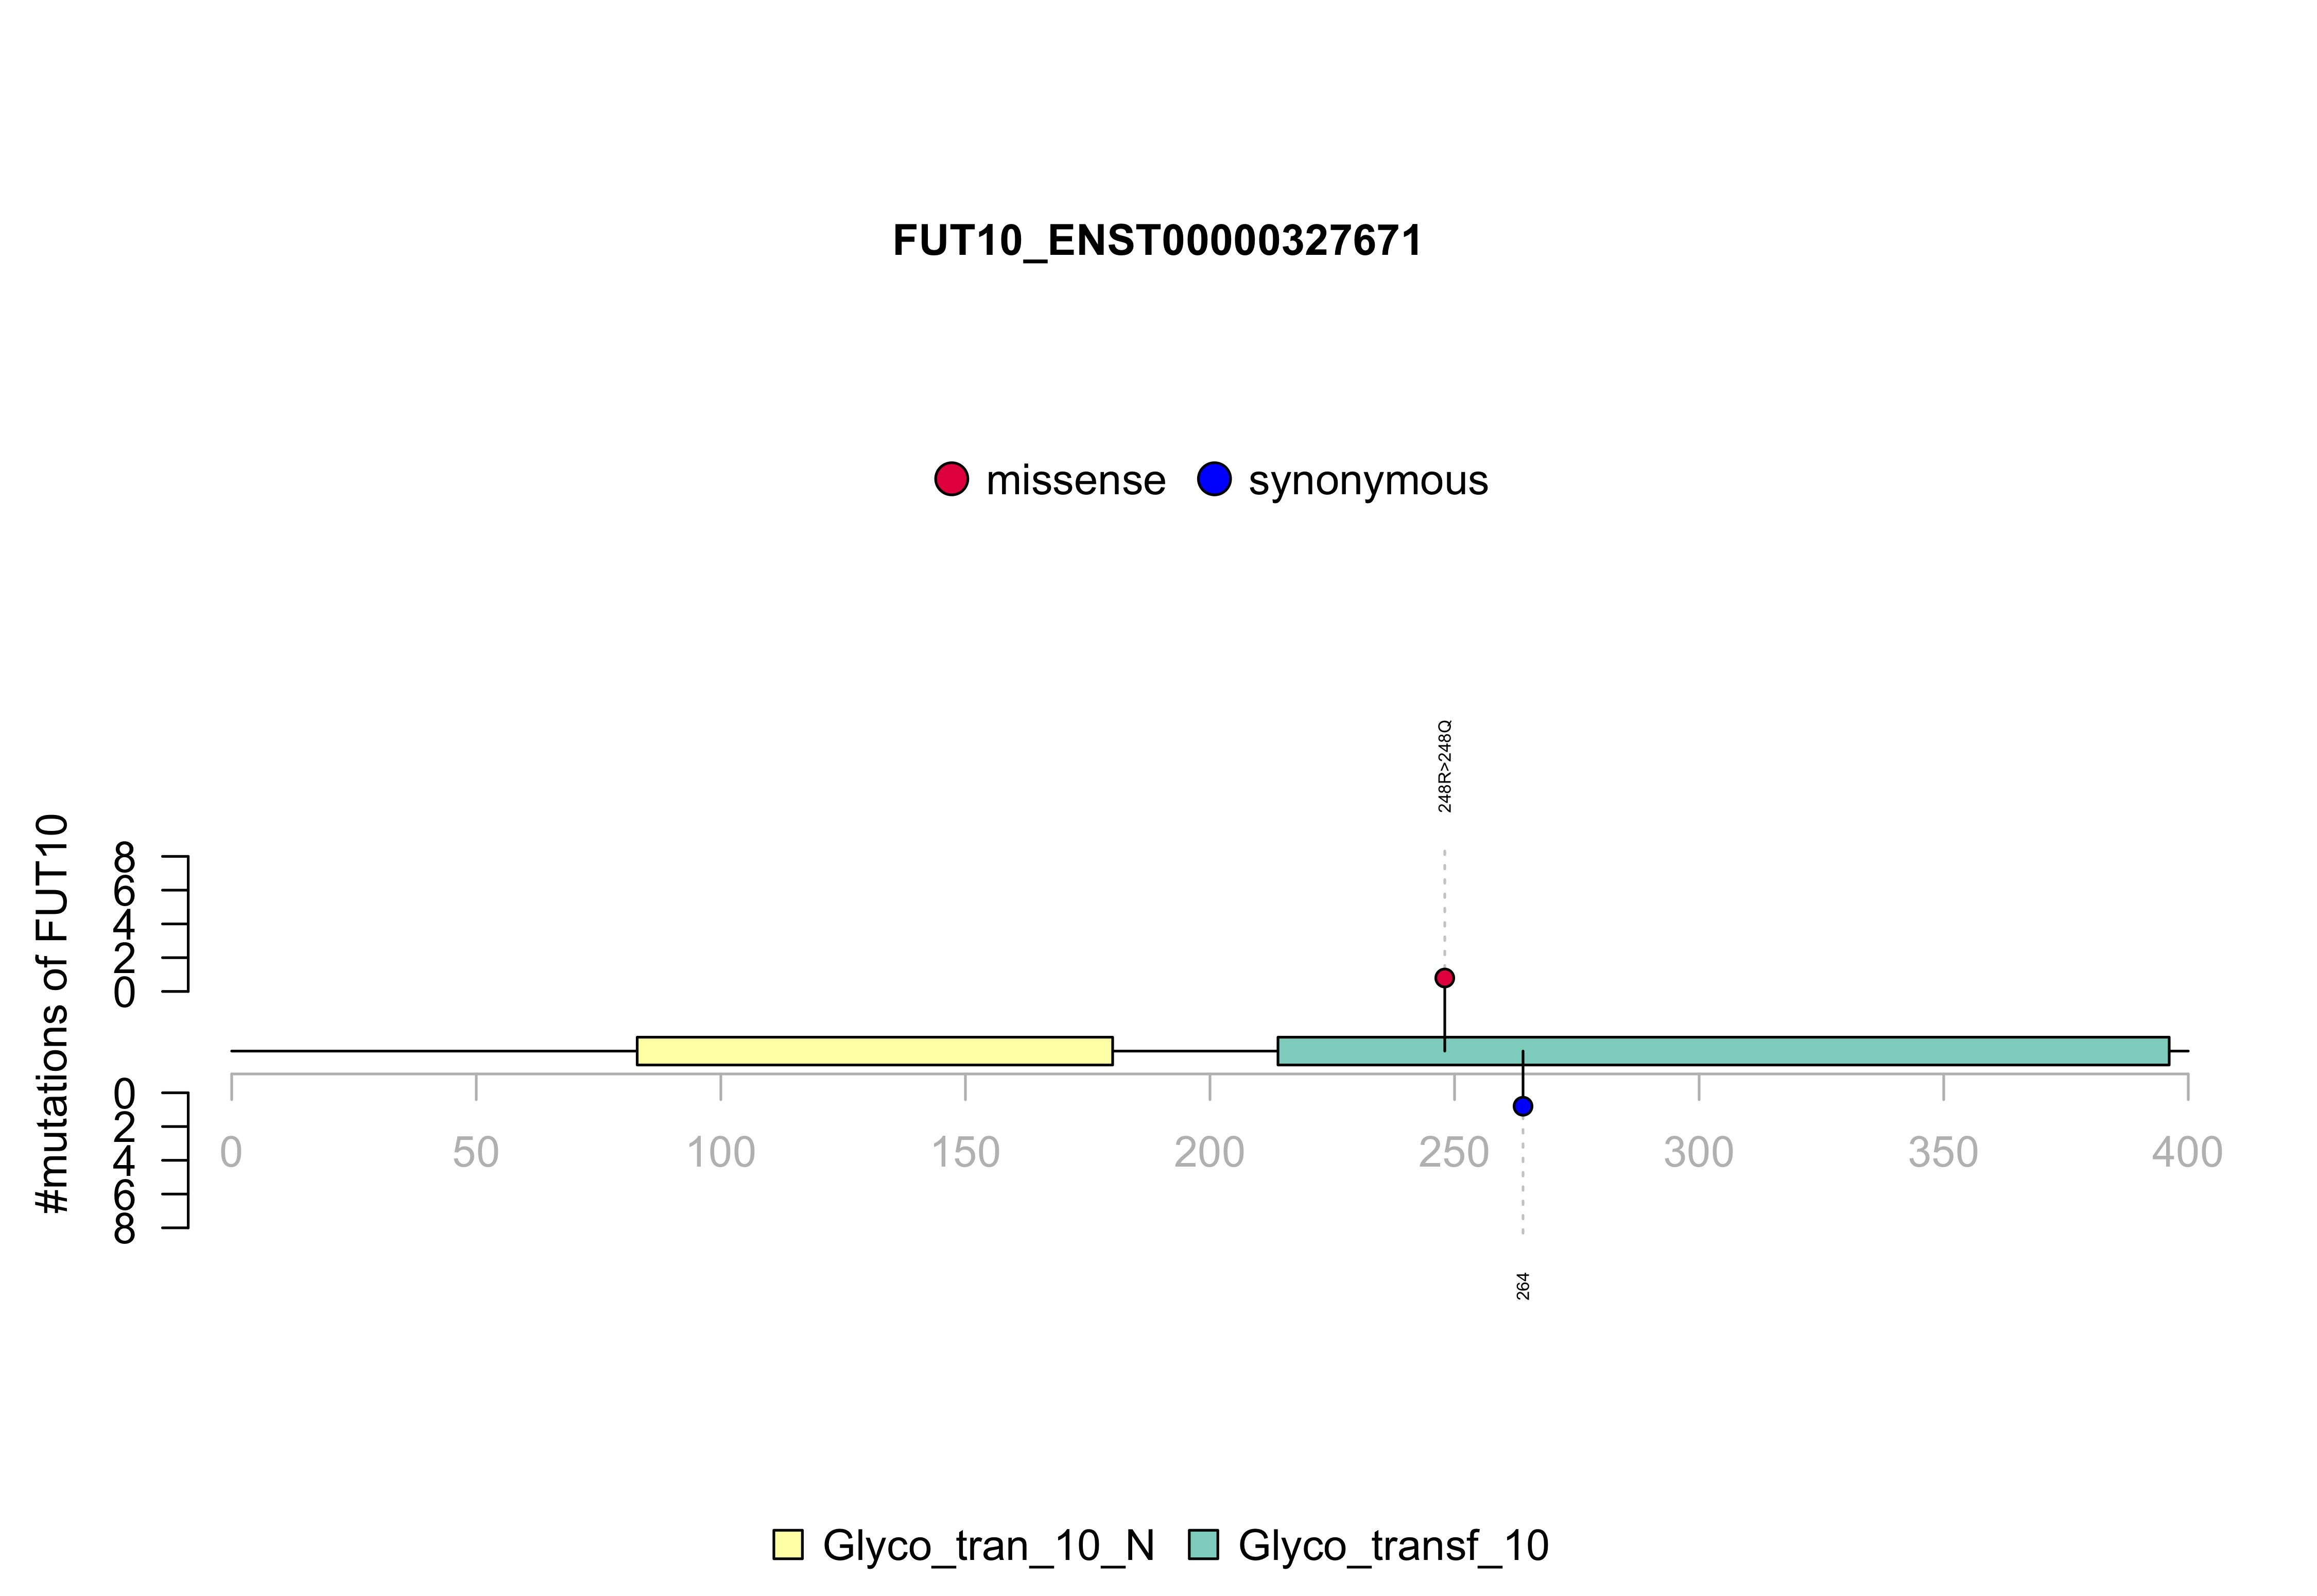 FUT10_ENST00000327671
missense synonymous
248R>248Q
#mutations of FUT10
8
6
4
2
0
0
2
4
6
8
0 50 100 150 200 250 300 350 400
264
Glyco_tran_10_N Glyco_transf_10